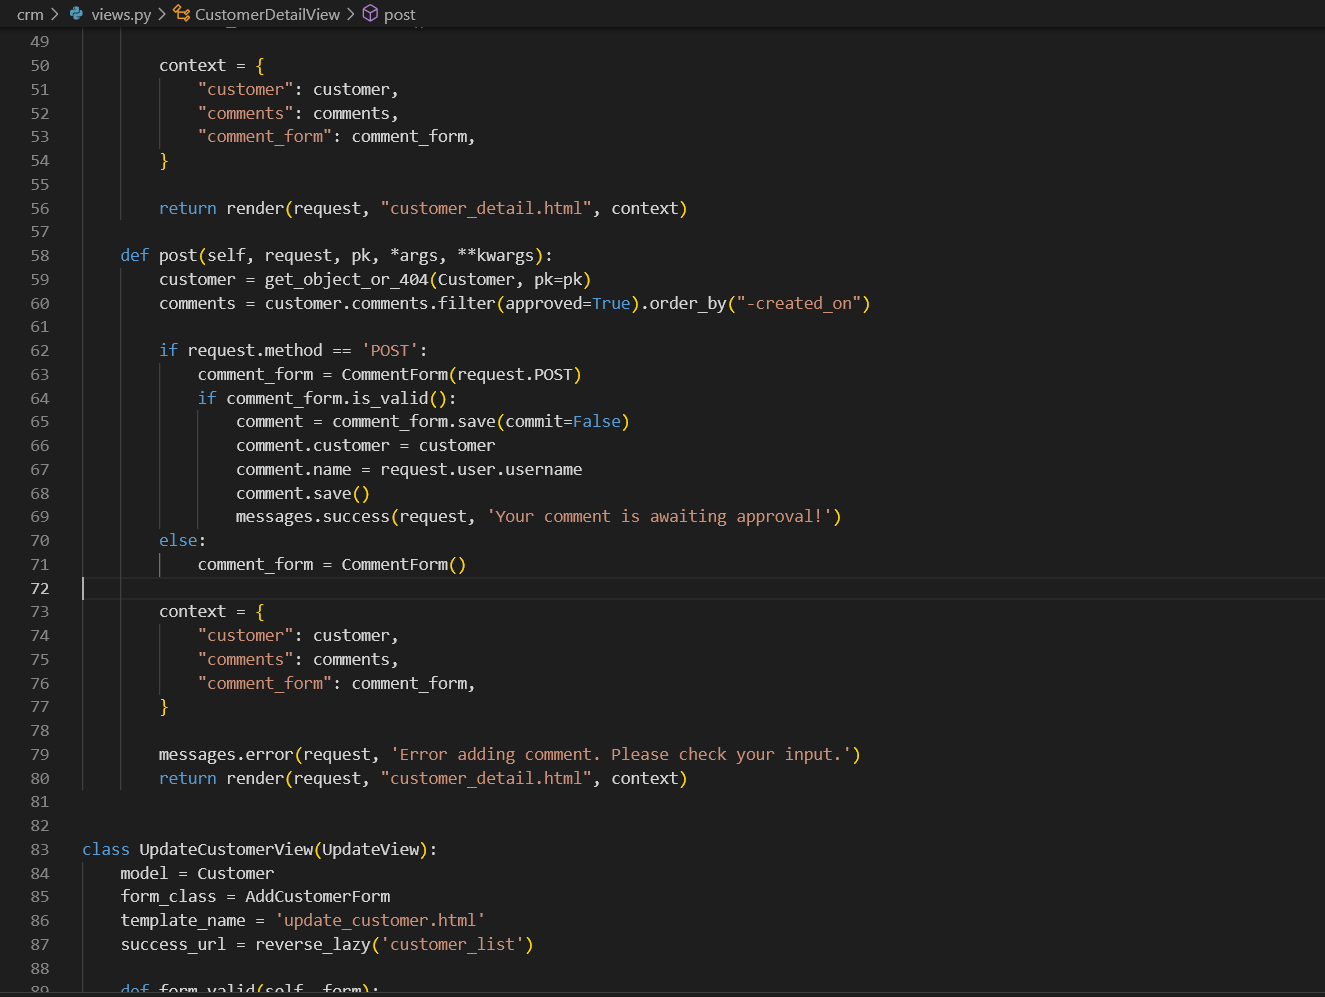 crm > views.py > CustomerDetailView > post
49
50 context = {
51 "customer": customer,
52 "comments": comments,
53 "comment_form": comment_form,
54 }
55
56 return render(request, "customer_detail.html", context)
57
58 def post(self, request, pk, *args, **kwargs):
59 customer = get_object_or_404(Customer, pk=pk)
60 comments = customer.comments.filter(approved=True).order_by("-created_on")
61
62 if request.method == 'POST':
63 comment_form = CommentForm(request.POST)
64 if comment_form.is_valid():
65 comment = comment_form.save(commit=False)
66 comment.customer = customer
67 comment.name = request.user.username
68 comment.save()
69 messages.success(request, 'Your comment is awaiting approval!')
70 else:
71 comment_form = CommentForm()
72
73 context = {
74 "customer": customer,
75 "comments": comments,
76 "comment_form": comment_form,
77 }
78
79 messages.error(request, 'Error adding comment. Please check your input.')
80 return render(request, "customer_detail.html", context)
81
82
83 class UpdateCustomerView(UpdateView):
84 model = Customer
85 form_class = AddCustomerForm
86 template_name = 'update_customer.html'
87 success_url = reverse_lazy('customer_list')
88
89 def form_valid(self, form):